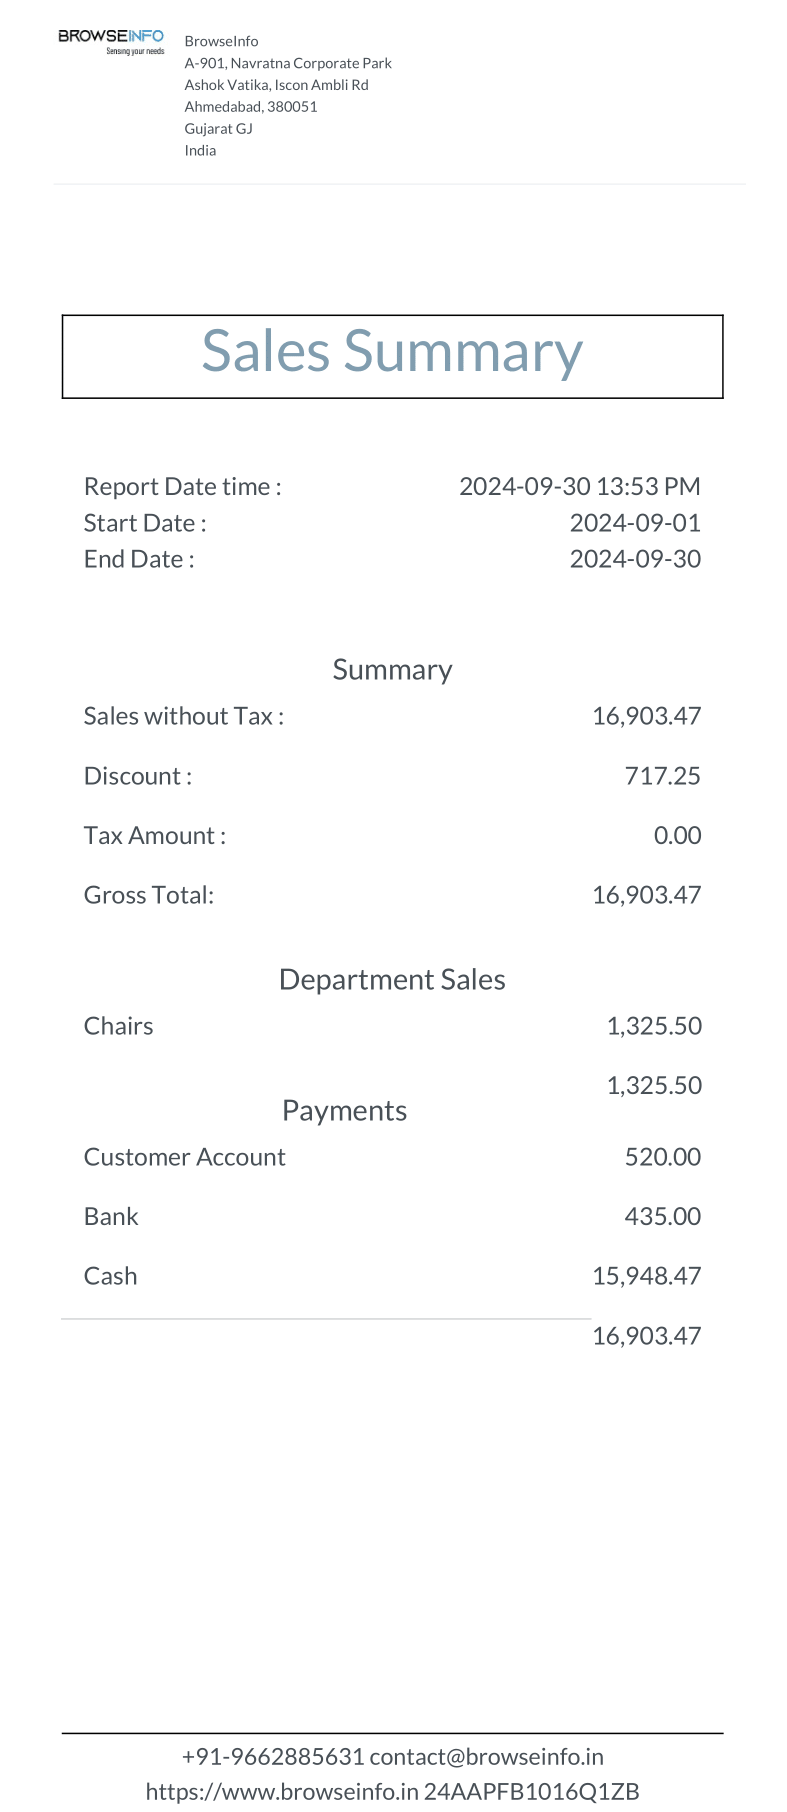 BROWSEINFO
Sensing your needs
BrowseInfo
A-901, Navratna Corporate Park
Ashok Vatika, Iscon Ambli Rd
Ahmedabad, 380051
Gujarat GJ
India
Sales Summary
Report Date time : 2024-09-30 13:53 PM
Start Date : 2024-09-01
End Date : 2024-09-30
Summary
Sales without Tax : 16,903.47
Discount : 717.25
Tax Amount : 0.00
Gross Total: 16,903.47
Department Sales
Chairs 1,325.50
1,325.50
Payments
Customer Account 520.00
Bank 435.00
Cash 15,948.47
16,903.47
+91-9662885631 contact@browseinfo.in
https://www.browseinfo.in 24AAPFB1016Q1ZB